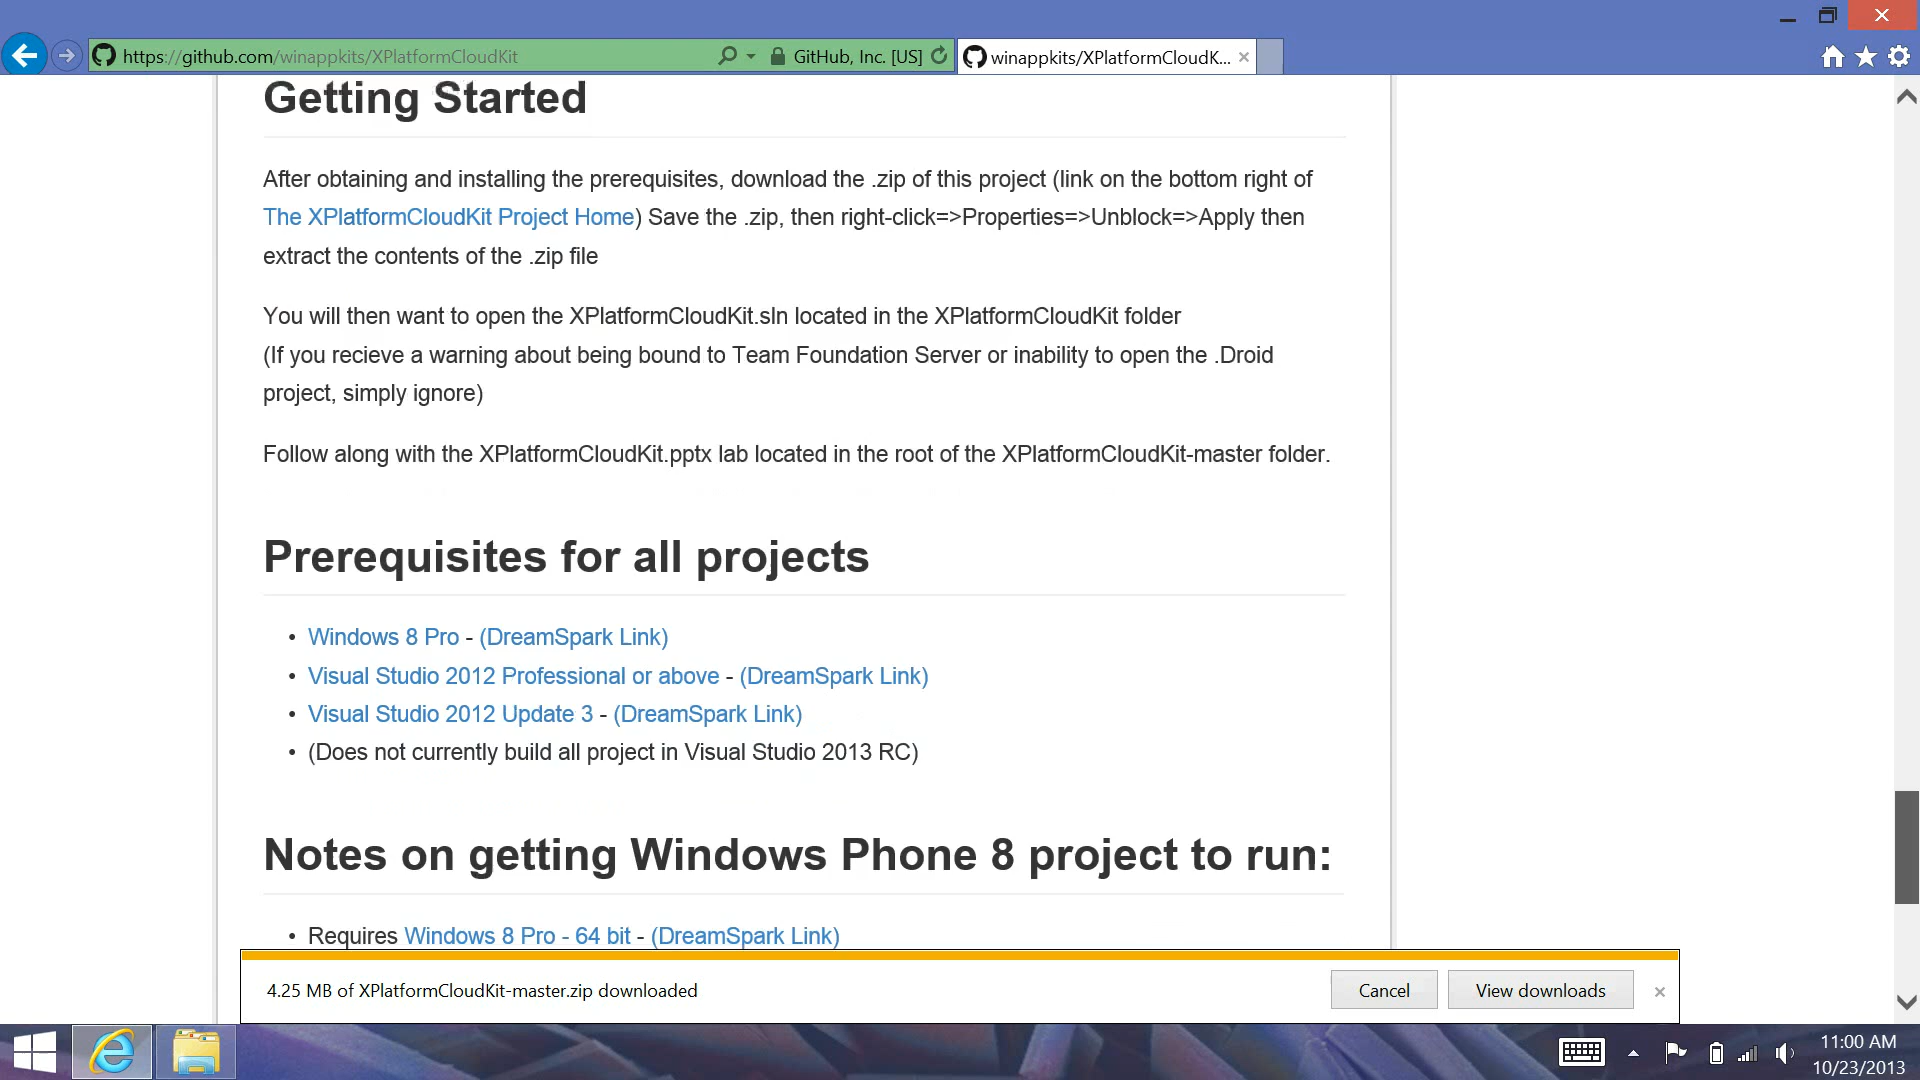 https://github.com/winappkits/XPlatformCloudKit
GitHub, Inc. [US]
winappkits/XPlatformCloudK...
Getting Started
After obtaining and installing the prerequisites, download the .zip of this project (link on the bottom right of
The XPlatformCloudKit Project Home) Save the .zip, then right-click=>Properties=>Unblock=>Apply then
extract the contents of the .zip file
You will then want to open the XPlatformCloudKit.sln located in the XPlatformCloudKit folder
(If you recieve a warning about being bound to Team Foundation Server or inability to open the .Droid
project, simply ignore)
Follow along with the XPlatformCloudKit.pptx lab located in the root of the XPlatformCloudKit-master folder.
Prerequisites for all projects
• Windows 8 Pro - (DreamSpark Link)
• Visual Studio 2012 Professional or above - (DreamSpark Link)
• Visual Studio 2012 Update 3 - (DreamSpark Link)
• (Does not currently build all project in Visual Studio 2013 RC)
Notes on getting Windows Phone 8 project to run:
• Requires Windows 8 Pro - 64 bit - (DreamSpark Link)
4.25 MB of XPlatformCloudKit-master.zip downloaded
Cancel
View downloads
11:00 AM
10/23/2013